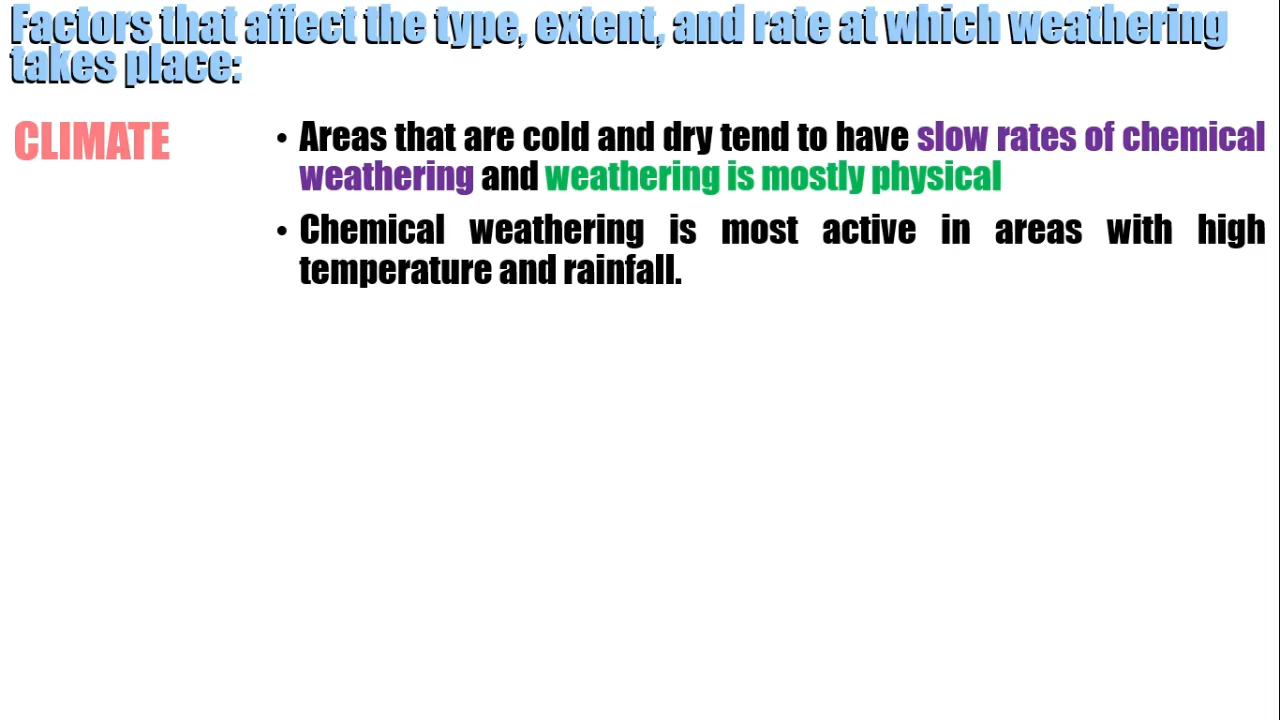 Factors that affect the type, extent, and rate at which weathering
takes place:
CLIMATE
• Areas that are cold and dry tend to have slow rates of chemical
weathering and weathering is mostly physical
• Chemical weathering is most active in areas with high
temperature and rainfall.